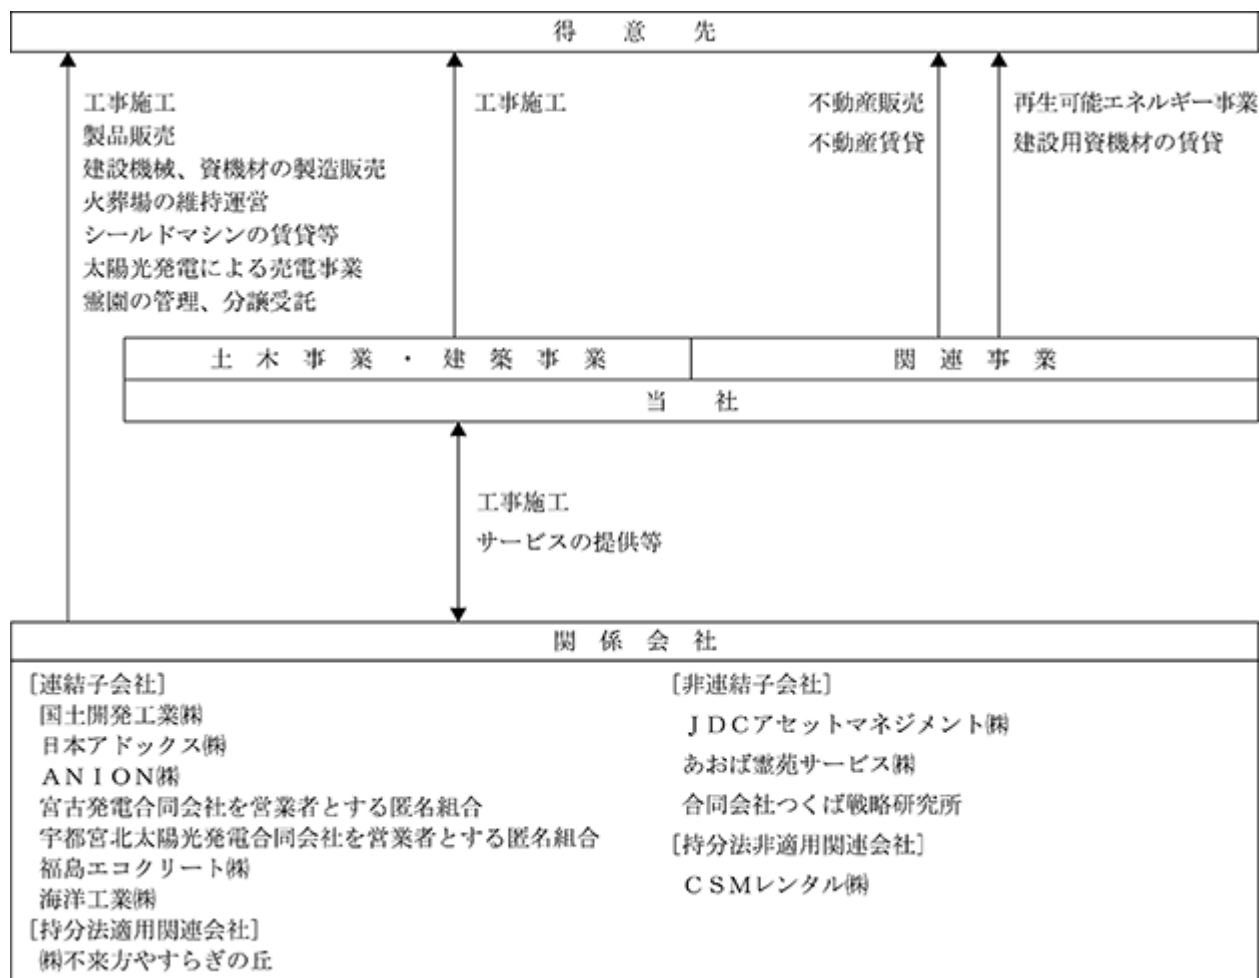 得意先
工事施工
製品販売
建設機械、資機材の製造販売
火葬場の維持運営
シールドマシンの賃貸等
太陽光発電による売電事業
霊園の管理、分譲受託
工事施工
不動産販売
不動産賃貸
再生可能エネルギー事業
建設用資機材の賃貸
土木事業・建築事業
関連事業
当社
工事施工
サービスの提供等
関係会社
[連結子会社]
国土開発工業㈱
日本アドックス㈱
ANION㈱
宮古発電合同会社を営業者とする匿名組合
宇都宮北太陽光発電合同会社を営業者とする匿名組合
福島エコクリート㈱
海洋工業㈱
[持分法適用関連会社]
㈱不来方やすらぎの丘
[非連結子会社]
JDCアセットマネジメント㈱
あおば霊苑サービス㈱
合同会社つくば戦略研究所
[持分法非適用関連会社]
CSMレンタル㈱